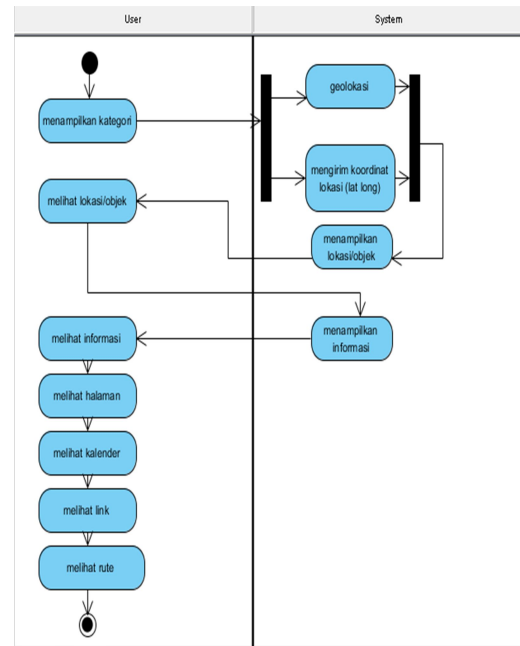 User
System
menampilkan kategori
geolokasi
mengirim koordinat
lokasi (lat long)
melihat lokasi/objek
menampilkan
lokasi/objek
menampilkan
informasi
melihat informasi
melihat halaman
melihat kalender
melihat link
melihat rute